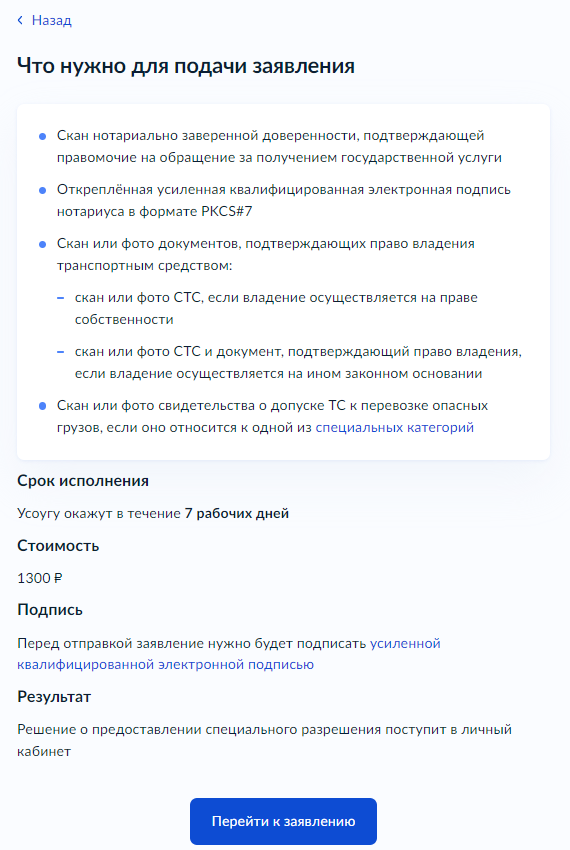 Назад
Что нужно для подачи заявления
Скан нотариально заверенной доверенности, подтверждающей
правомочие на обращение за получением государственной услуги
Откреплённая усиленная квалифицированная электронная подпись
нотариуса в формате PKCS#7
Скан или фото документов, подтверждающих право владения
транспортным средством:
– скан или фото СТС, если владение осуществляется на праве
собственности
– скан или фото СТС и документ, подтверждающий право владения,
если владение осуществляется на ином законном основании
Скан или фото свидетельства о допуске ТС к перевозке опасных
грузов, если оно относится к одной из специальных категорий
Срок исполнения
Усоугу окажут в течение 7 рабочих дней
Стоимость
1300 ₽
Подпись
Перед отправкой заявление нужно будет подписать усиленной
квалифицированной электронной подписью
Результат
Решение о предоставлении специального разрешения поступит в личный
кабинет
Перейти к заявлению